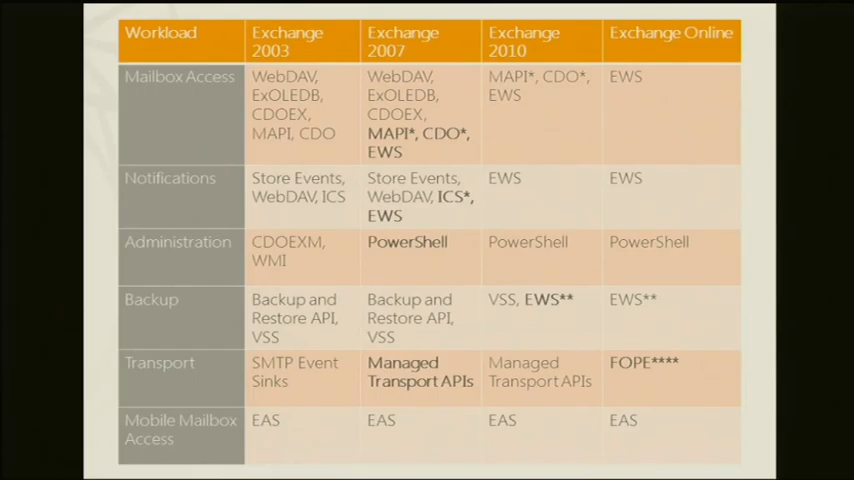 Workload
Exchange 2003
Exchange 2007
Exchange 2010
Exchange Online
Mailbox Access
WebDAV,
ExOLEDB,
CDOEX,
MAPI, CDO
WebDAV,
ExOLEDB,
CDOEX,
MAPI*, CDO*,
EWS
MAPI*, CDO*,
EWS
EWS
Notifications
Store Events,
WebDAV, ICS
Store Events,
WebDAV, ICS*,
EWS
EWS
EWS
Administration
CDOEXM,
WMI
PowerShell
PowerShell
PowerShell
Backup
Backup and
Restore API,
VSS
Backup and
Restore API,
VSS
VSS, EWS**
EWS**
Transport
SMTP Event
Sinks
Managed
Transport APIs
Managed
Transport APIs
FOPE****
Mobile Mailbox
Access
EAS
EAS
EAS
EAS